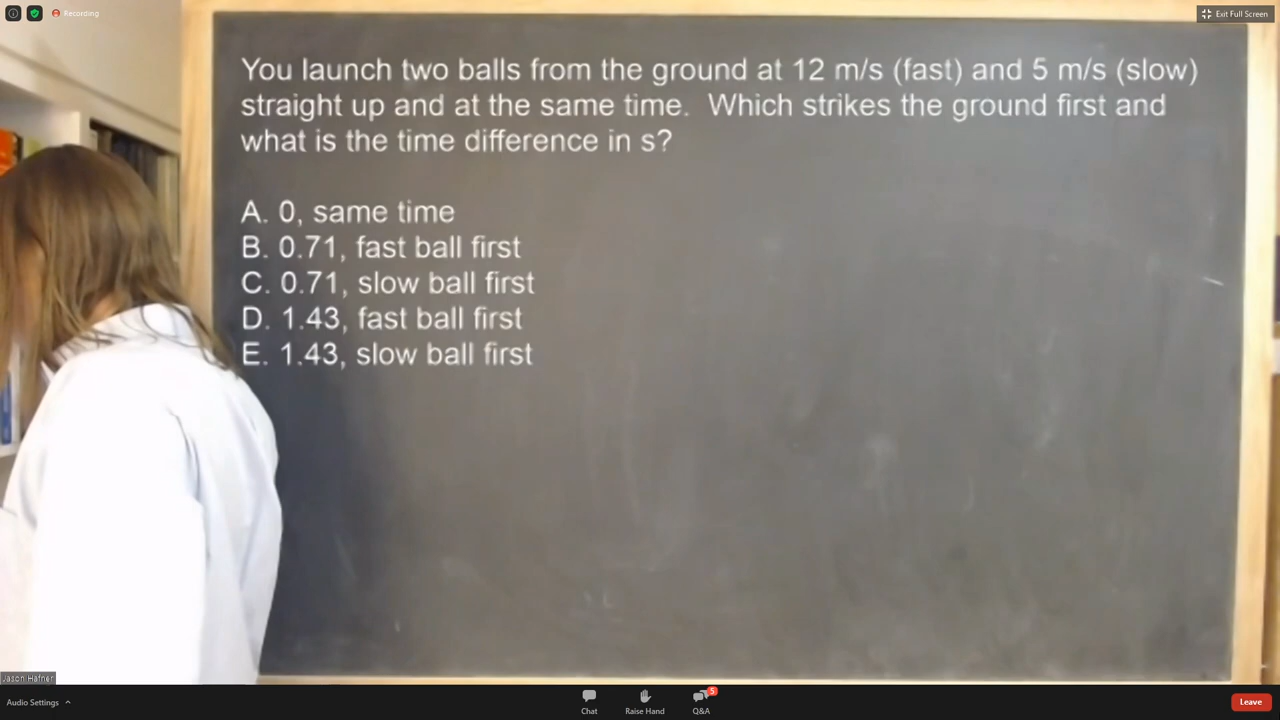 Recording
Exit Full Screen
You launch two balls from the ground at 12 m/s (fast) and 5 m/s (slow)
straight up and at the same time.  Which strikes the ground first and
what is the time difference in s?
A. 0, same time
B. 0.71, fast ball first
C. 0.71, slow ball first
D. 1.43, fast ball first
E. 1.43, slow ball first
Jason Hafner
Audio Settings
Chat
Raise Hand
5
Q&A
Leave